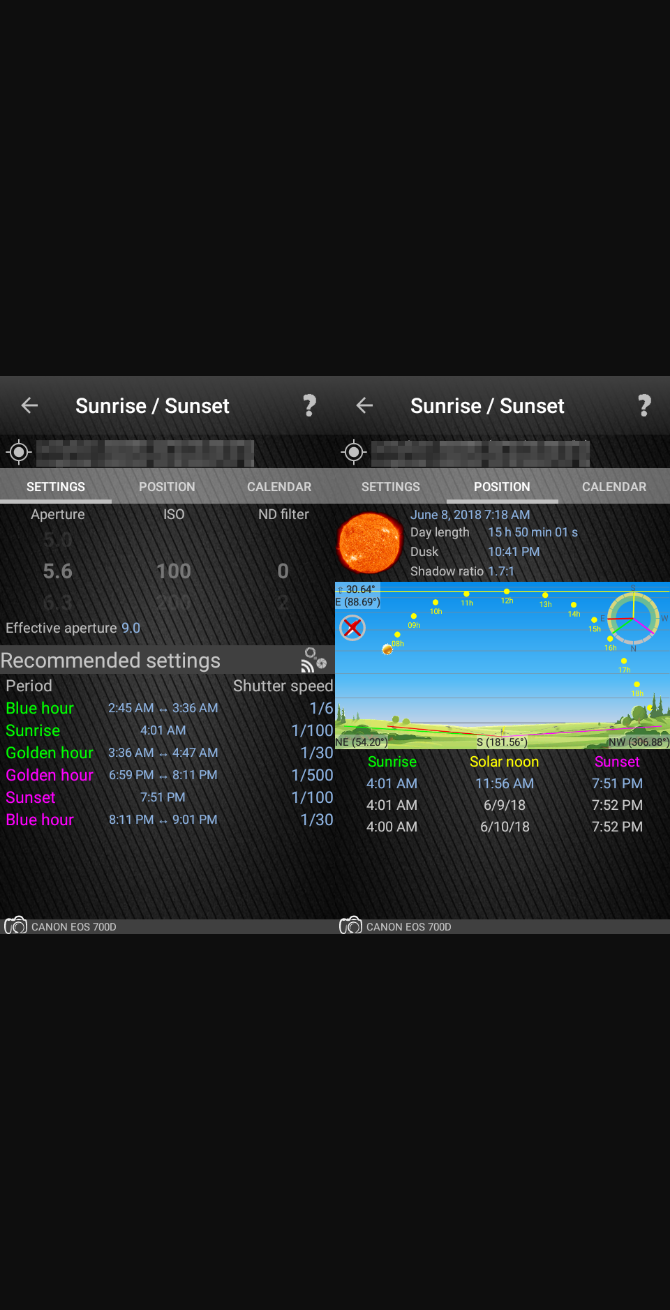 Sunrise / Sunset
SETTINGS POSITION CALENDAR
Aperture ISO ND filter
5.0
5.6 100 0
6.3
Effective aperture 9.0
Recommended settings
Period Shutter speed
Blue hour 2:45 AM ↔ 3:36 AM 1/6
Sunrise 4:01 AM 1/100
Golden hour 3:36 AM ↔ 4:47 AM 1/30
Golden hour 6:59 PM ↔ 8:11 PM 1/500
Sunset 7:51 PM 1/100
Blue hour 8:11 PM ↔ 9:01 PM 1/30
CANON EOS 700D
Sunrise / Sunset
SETTINGS POSITION CALENDAR
June 8, 2018 7:18 AM
Day length 15 h 50 min 01 s
Dusk 10:41 PM
Shadow ratio 1.7:1
30.64°
E (88.69°)
08h
09h
10h
11h
12h
13h
14h
15h
16h
17h
18h
W
N
NE (54.20°) S (181.56°) NW (306.88°)
Sunrise Solar noon Sunset
4:01 AM 11:56 AM 7:51 PM
4:01 AM 6/9/18 7:52 PM
4:00 AM 6/10/18 7:52 PM
CANON EOS 700D